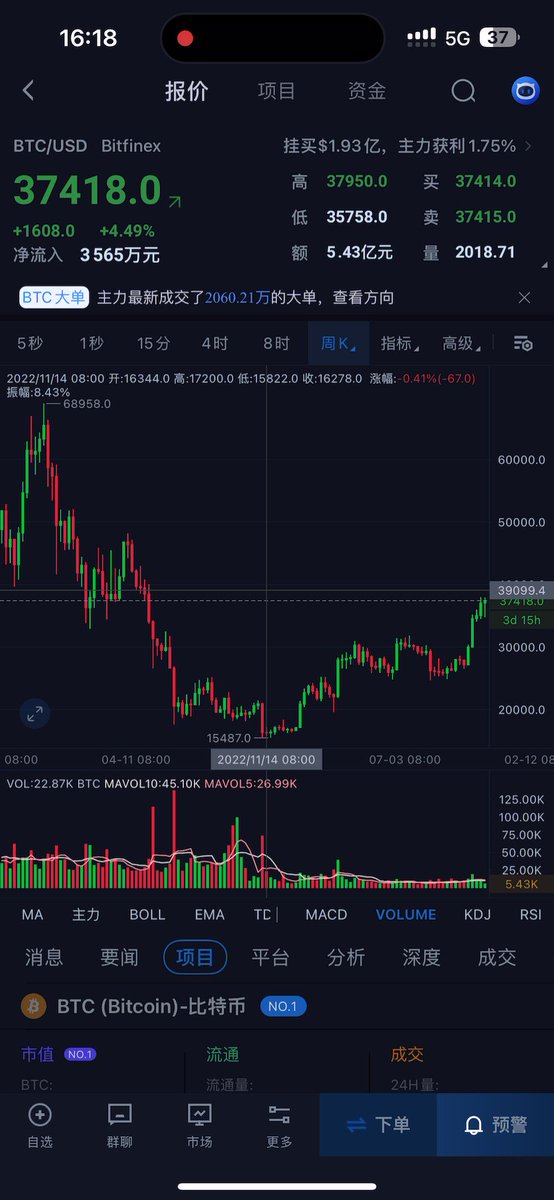 16:18 5G 37
报价 项目 资金
BTC/USD Bitfinex 挂买$1.93亿，主力获利1.75%
37418.0 高 37950.0 买 37414.0
+1608.0 +4.49% 低 35758.0 卖 37415.0
净流入 3565万元 额 5.43亿元 量 2018.71
BTC大单 主力最新成交了2060.21万的大单，查看方向
5秒 1秒 15分 4时 8时 周K 指标 高级
2022/11/14 08:00 开:16344.0 高:17200.0 低:15822.0 收:16278.0 涨幅:-0.41%(-67.0)
振幅:8.43%
68958.0
60000.0
50000.0
39099.4
37418.0
3d 15h
30000.0
20000.0
15487.0
08:00 04-11 08:00 2022/11/14 08:00 07-03 08:00 02-12 08
VOL:22.87K BTC MAVOL10:45.10K MAVOL5:26.99K
125.00K
100.00K
75.00K
50.00K
25.00K
5.43K
MA 主力 BOLL EMA TD MACD VOLUME KDJ RSI
消息 要闻 项目 平台 分析 深度 成交
BTC (Bitcoin)-比特币 NO.1
市值 NO.1 流通 成交
BTC: 流通量: 24H量:
自选 群聊 市场 更多 下单 预警